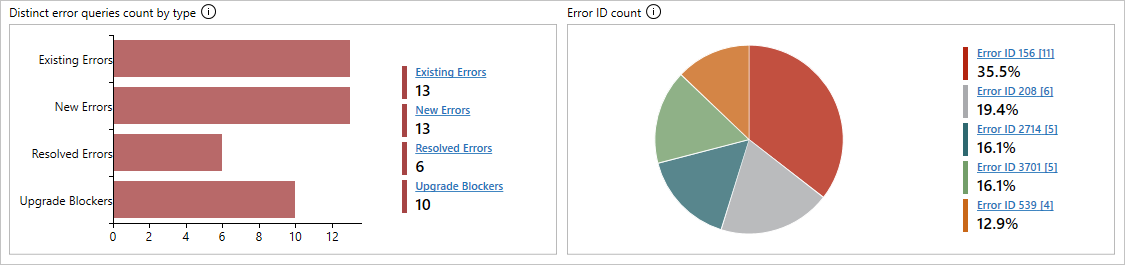 Distinct error queries count by type
Existing Errors
New Errors
Resolved Errors
Upgrade Blockers
0 2 4 6 8 10 12
Existing Errors
13
New Errors
13
Resolved Errors
6
Upgrade Blockers
10
Error ID count
Error ID 156 [11]
35.5%
Error ID 208 [6]
19.4%
Error ID 2714 [5]
16.1%
Error ID 3701 [5]
16.1%
Error ID 539 [4]
12.9%